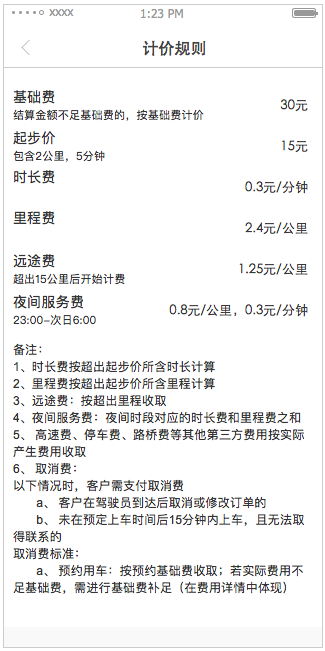 XXXX 1:23 PM
计价规则
基础费
30元
结算金额不足基础费的，按基础费计价
起步价
15元
包含2公里，5分钟
时长费
0.3元/分钟
里程费
2.4元/公里
远途费
1.25元/公里
超出15公里后开始计费
夜间服务费
0.8元/公里，0.3元/分钟
23:00-次日6:00
备注：
1、时长费按超出起步价所含时长计算
2、里程费按超出起步价所含里程计算
3、远途费：按超出里程收取
4、夜间服务费：夜间时段对应的时长费和里程费之和
5、 高速费、停车费、路桥费等其他第三方费用按实际
产生费用收取
6、 取消费：
以下情况时，客户需支付取消费
a、 客户在驾驶员到达后取消或修改订单的
b、 未在预定上车时间后15分钟内上车，且无法取
得联系的
取消费标准：
a、 预约用车：按预约基础费收取；若实际费用不
足基础费，需进行基础费补足（在费用详情中体现）